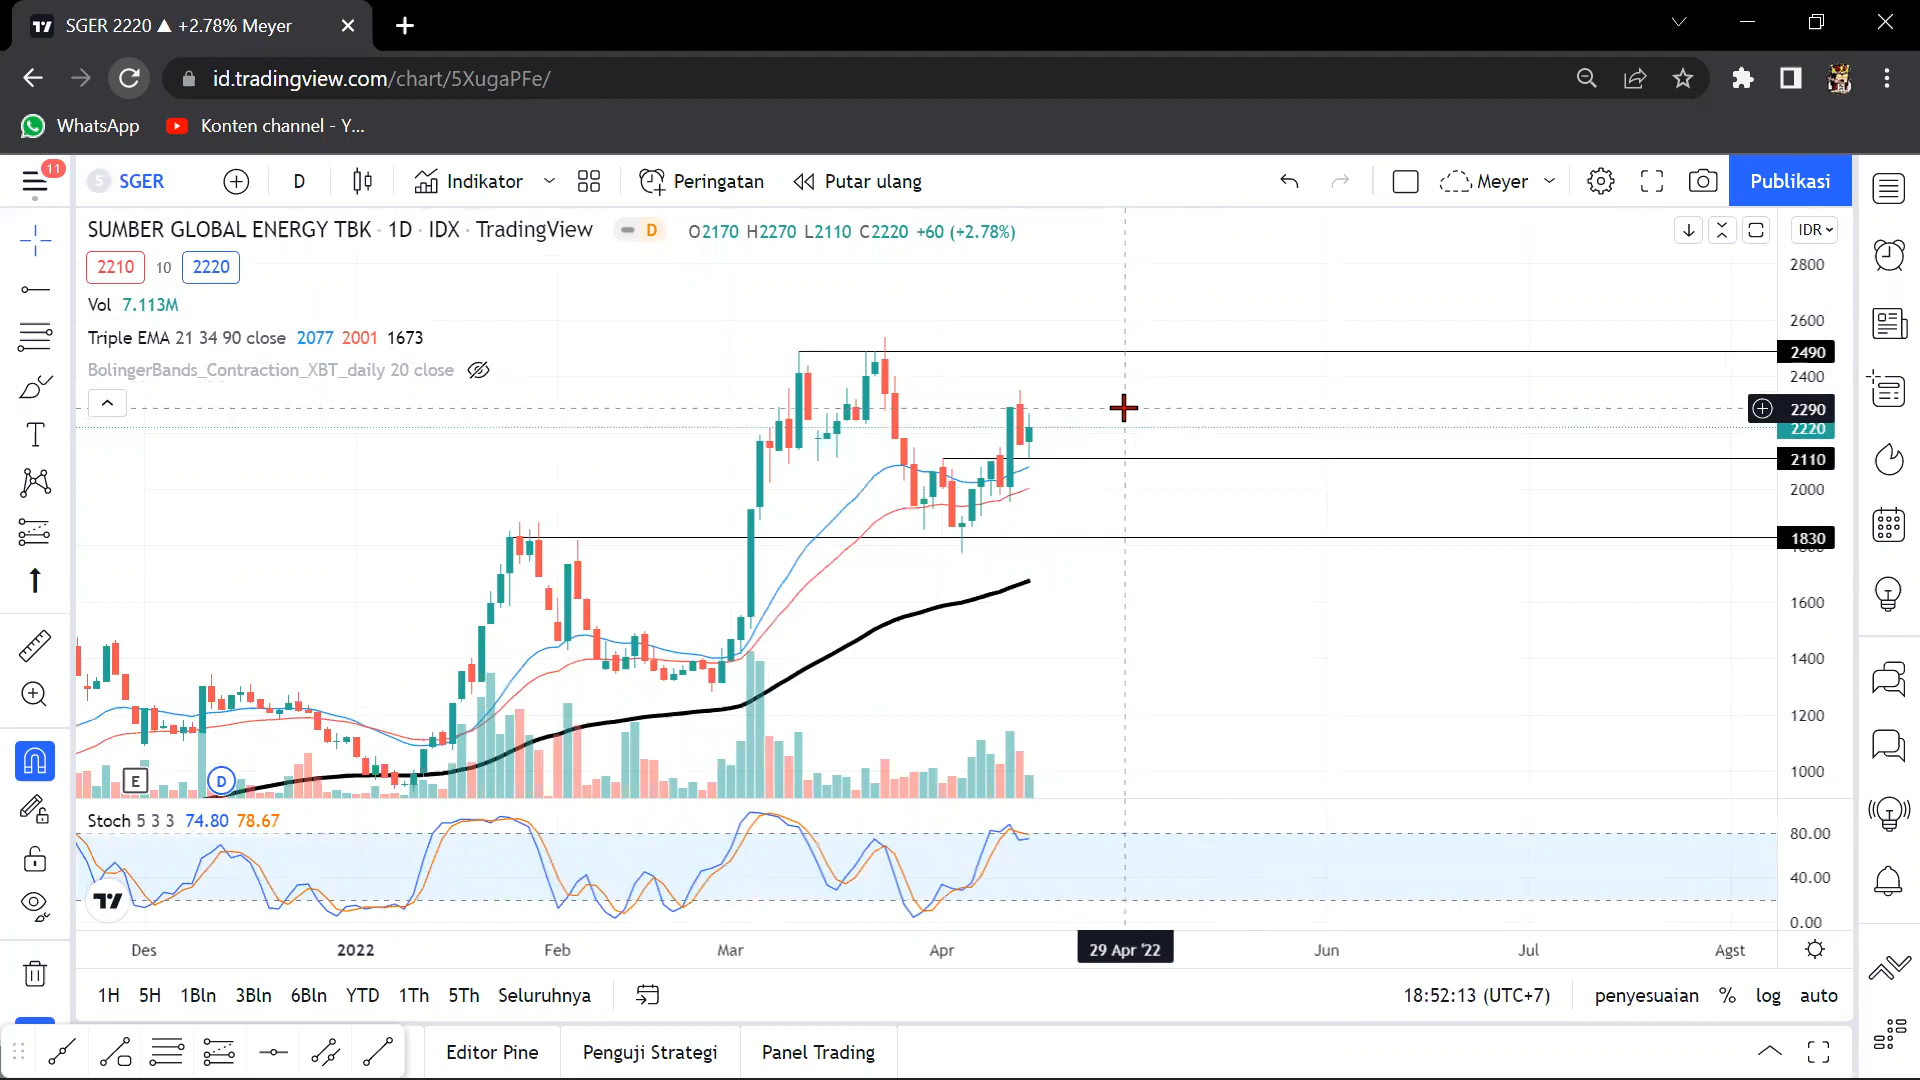 SGER 2220 ▲ +2.78% Meyer
id.tradingview.com/chart/5XugaPFe/
WhatsApp
Konten channel - Y...
11
S SGER
D
Indikator
Peringatan
Putar ulang
Meyer
Publikasi
SUMBER GLOBAL ENERGY TBK · 1D · IDX · TradingView
D
O2170 H2270 L2110 C2220 +60 (+2.78%)
IDR
2210 10 2220
Vol 7.113M
Triple EMA 21 34 90 close 2077 2001 1673
BolingerBands_Contraction_XBT_daily 20 close
2800
2600
2490
2400
2290
2220
2110
2000
1830
1600
1400
1200
1000
E
D
Stoch 5 3 3 74.80 78.67
80.00
40.00
0.00
Des 2022 Feb Mar Apr 29 Apr '22 Jun Jul Agst
1H 5H 1Bln 3Bln 6Bln YTD 1Th 5Th Seluruhnya
18:52:13 (UTC+7) penyesuaian % log auto
Editor Pine Penguji Strategi Panel Trading